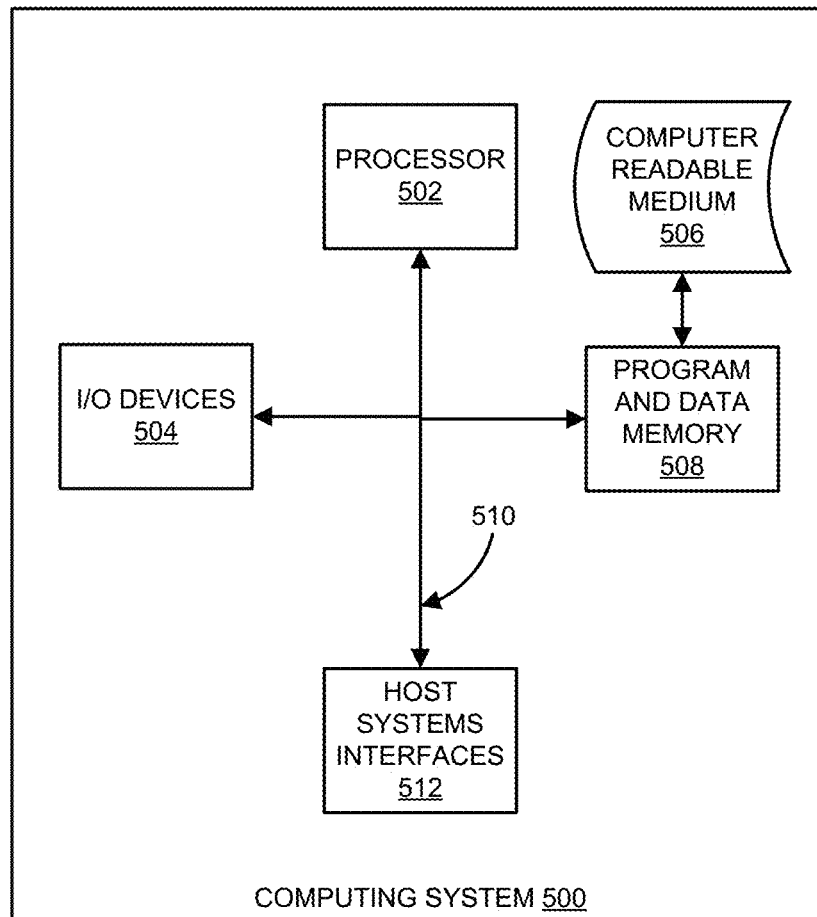 PROCESSOR
502
COMPUTER
READABLE
MEDIUM
506
I/O DEVICES
504
PROGRAM
AND DATA
MEMORY
508
510
HOST
SYSTEMS
INTERFACES
512
COMPUTING SYSTEM 500